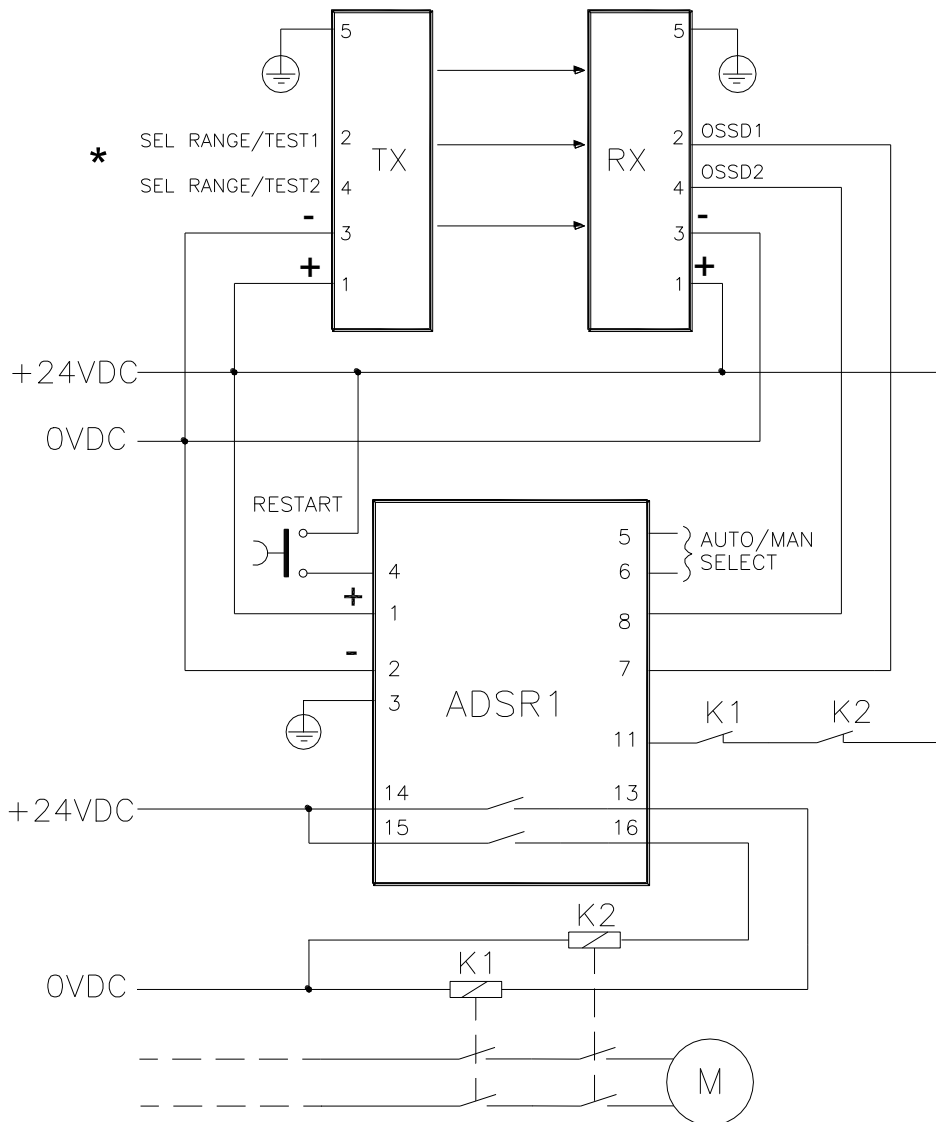 5
5
SEL RANGE/TEST1 2
TX
RX
2 OSSD1
*
SEL RANGE/TEST2 4
4 OSSD2
- 3
3 -
+ 1
1 +
+24VDC
0VDC
RESTART
4
5
6
AUTO/MAN
SELECT
+ 1
8
- 2
7
3
ADSR1
K1
K2
11
+24VDC
14
13
15
16
K2
K1
0VDC
M